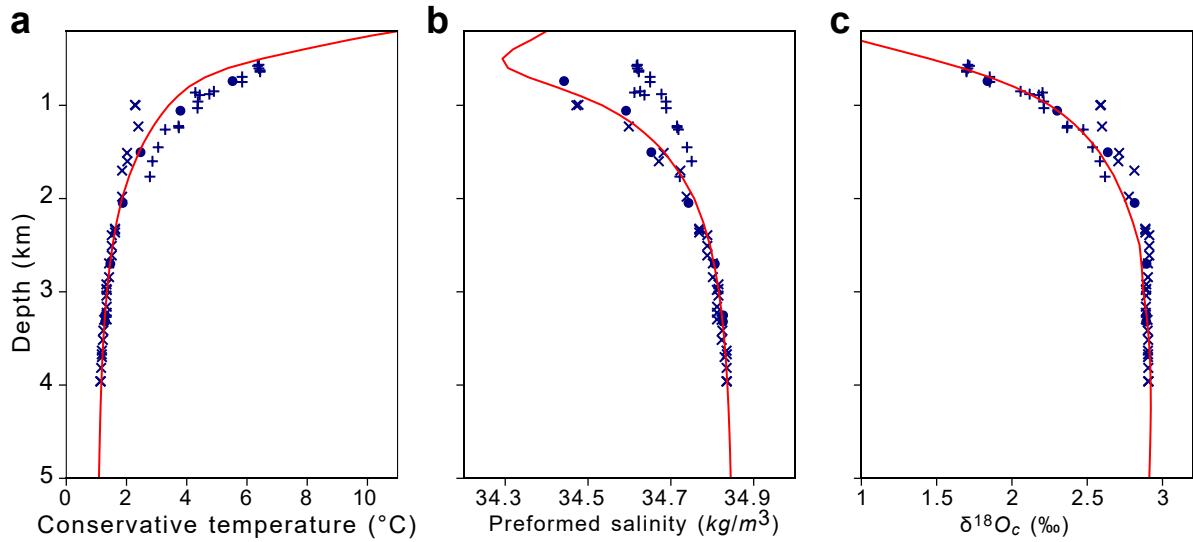 a b c
1
2
3
4
5
Depth (km)
0 2 4 6 8 10
34.3 34.5 34.7 34.9
1 1.5 2 2.5 3
Conservative temperature (°C)
Preformed salinity (kg/m³)
δ¹⁸Oc (‰)